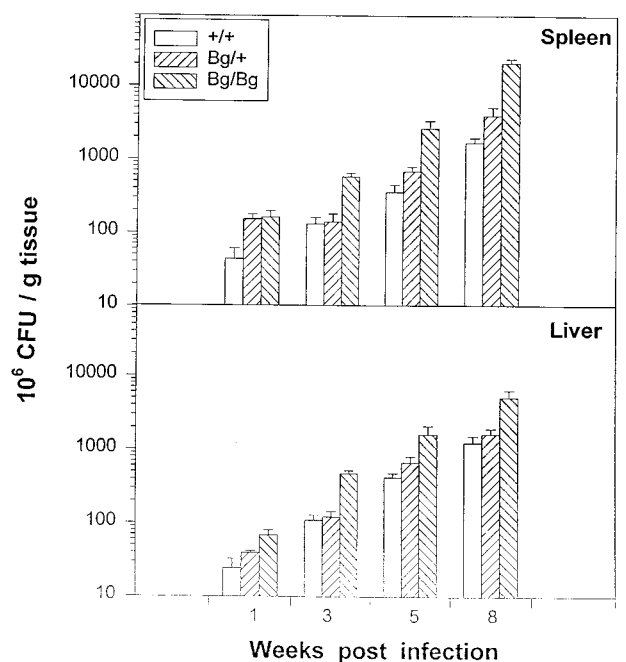 +/+
Bg/+
Bg/Bg
Spleen
10000
1000
100
10
Liver
10000
1000
100
10
10⁶ CFU / g tissue
1 3 5 8
Weeks post infection